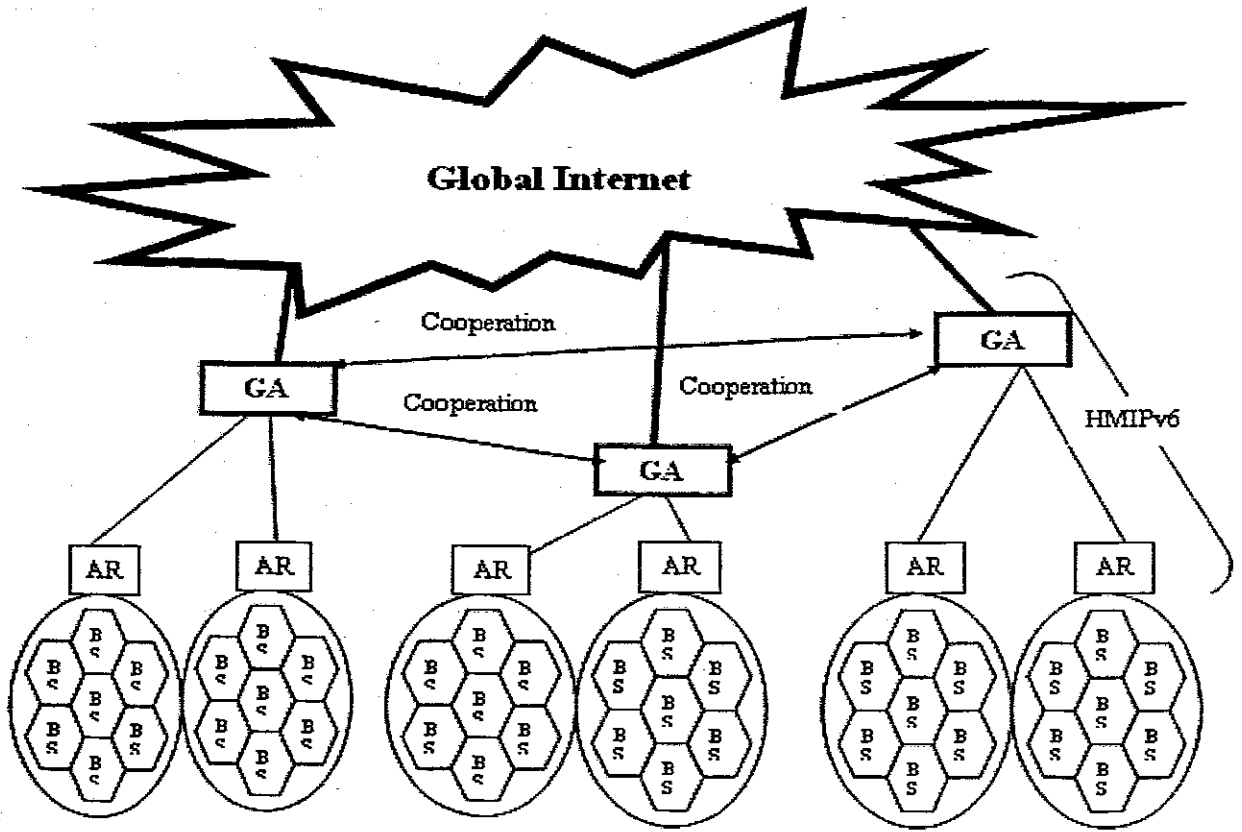 Global Internet
Cooperation
GA
GA
Cooperation
Cooperation
HMIPv6
GA
AR AR AR AR AR AR
B B B B B B
S S S S S S
B B B B B B B B B B B B
S S S S S S S S S S S S
B B B B B B
S S S S S S
B B B B B B B B B B B B
S S S S S S S S S S S S
B B B B B B
S S S S S S